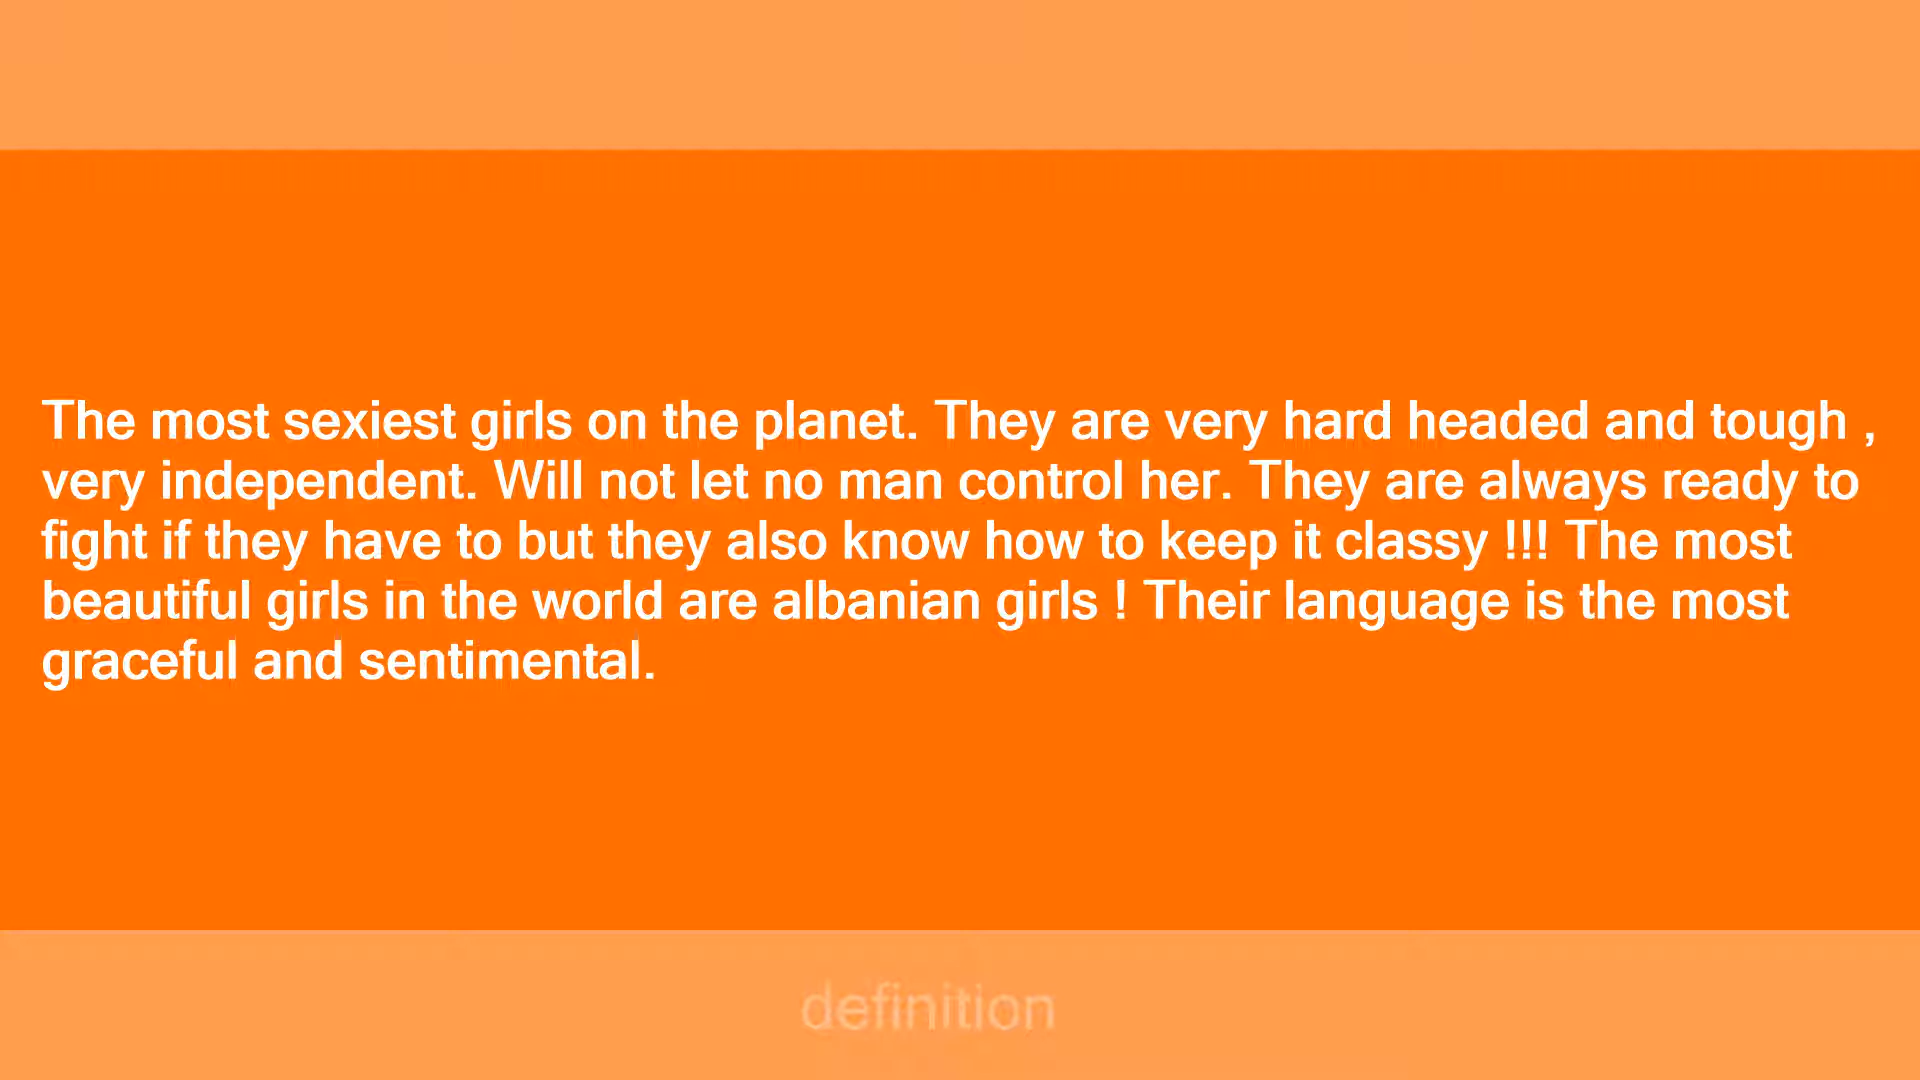 The most sexiest girls on the planet. They are very hard headed and tough ,
very independent. Will not let no man control her. They are always ready to
fight if they have to but they also know how to keep it classy !!! The most
beautiful girls in the world are albanian girls ! Their language is the most
graceful and sentimental.
definition